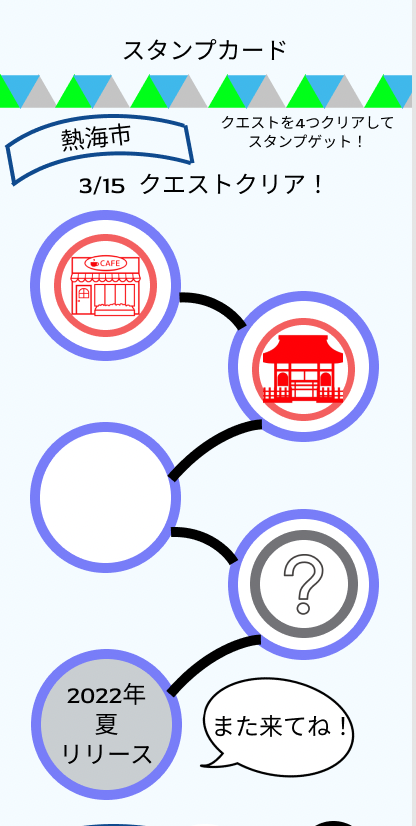 スタンプカード
クエストを4つクリアして
スタンプゲット！
熱海市
3/15 クエストクリア！
CAFE
?
2022年
夏
リリース
また来てね！